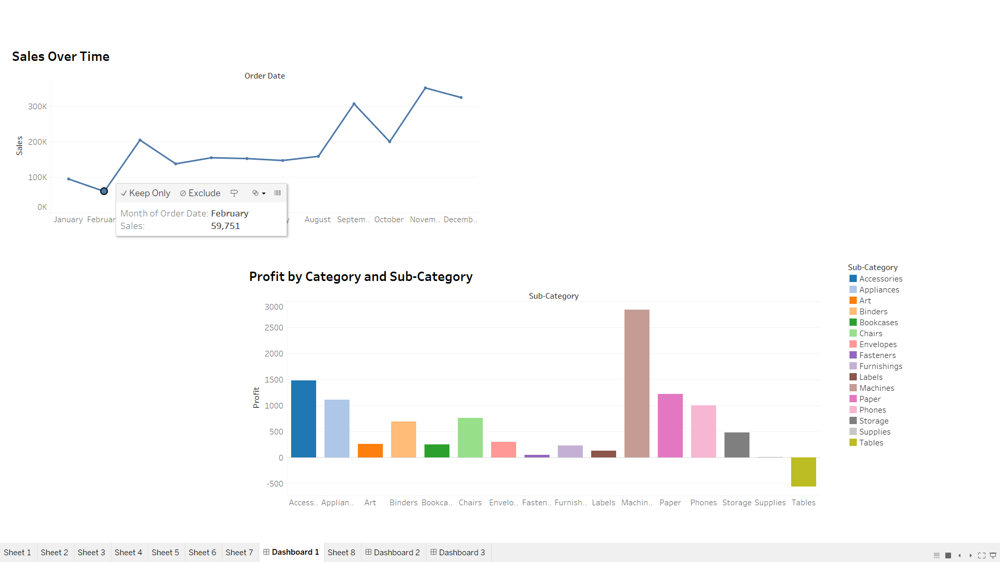 Sales Over Time
Order Date
300K
200K
100K
0K
Sales
Keep Only Exclude
Month of Order Date: February
Sales: 59,751
January Februar y August Septem.. October Novem.. Decemb..
Profit by Category and Sub-Category
Sub-Category
3000
2500
2000
1500
1000
500
0
-500
Profit
Access.. Applian.. Art Binders Bookca.. Chairs Envelo.. Fasten.. Furnish.. Labels Machin.. Paper Phones Storage Supplies Tables
Sub-Category
Accessories
Appliances
Art
Binders
Bookcases
Chairs
Envelopes
Fasteners
Furnishings
Labels
Machines
Paper
Phones
Storage
Supplies
Tables
Sheet 1 Sheet 2 Sheet 3 Sheet 4 Sheet 5 Sheet 6 Sheet 7 Dashboard 1 Sheet 8 Dashboard 2 Dashboard 3